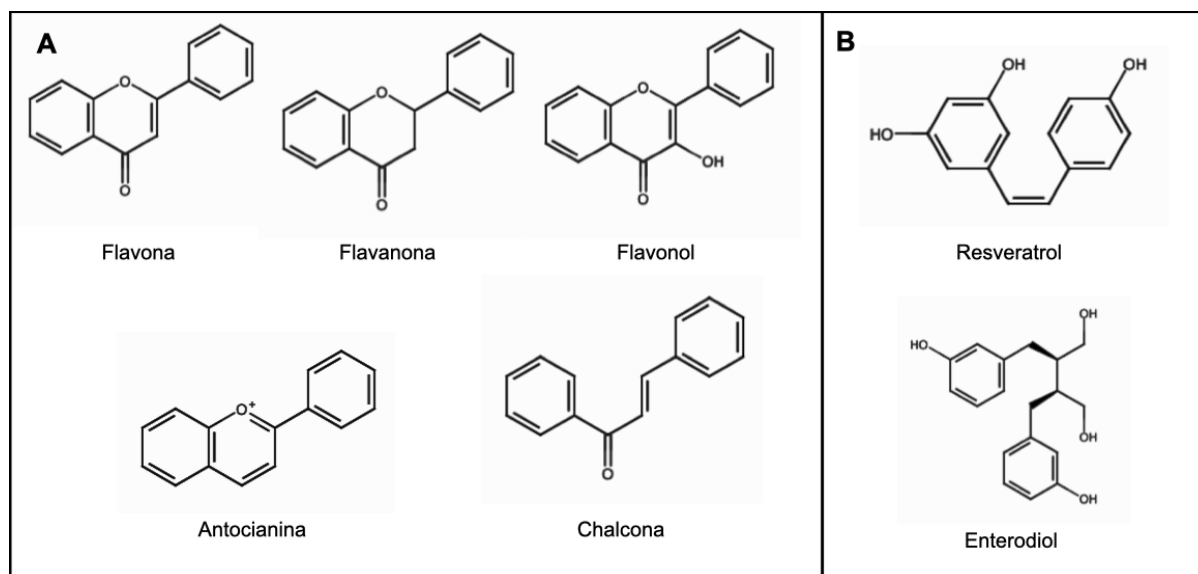 A
B
O
O
Flavona
O
O
Flavanona
O
O
OH
Flavonol
OH
HO
OH
Resveratrol
O+
Antocianina
O
Chalcona
OH
HO
OH
OH
Enterodiol